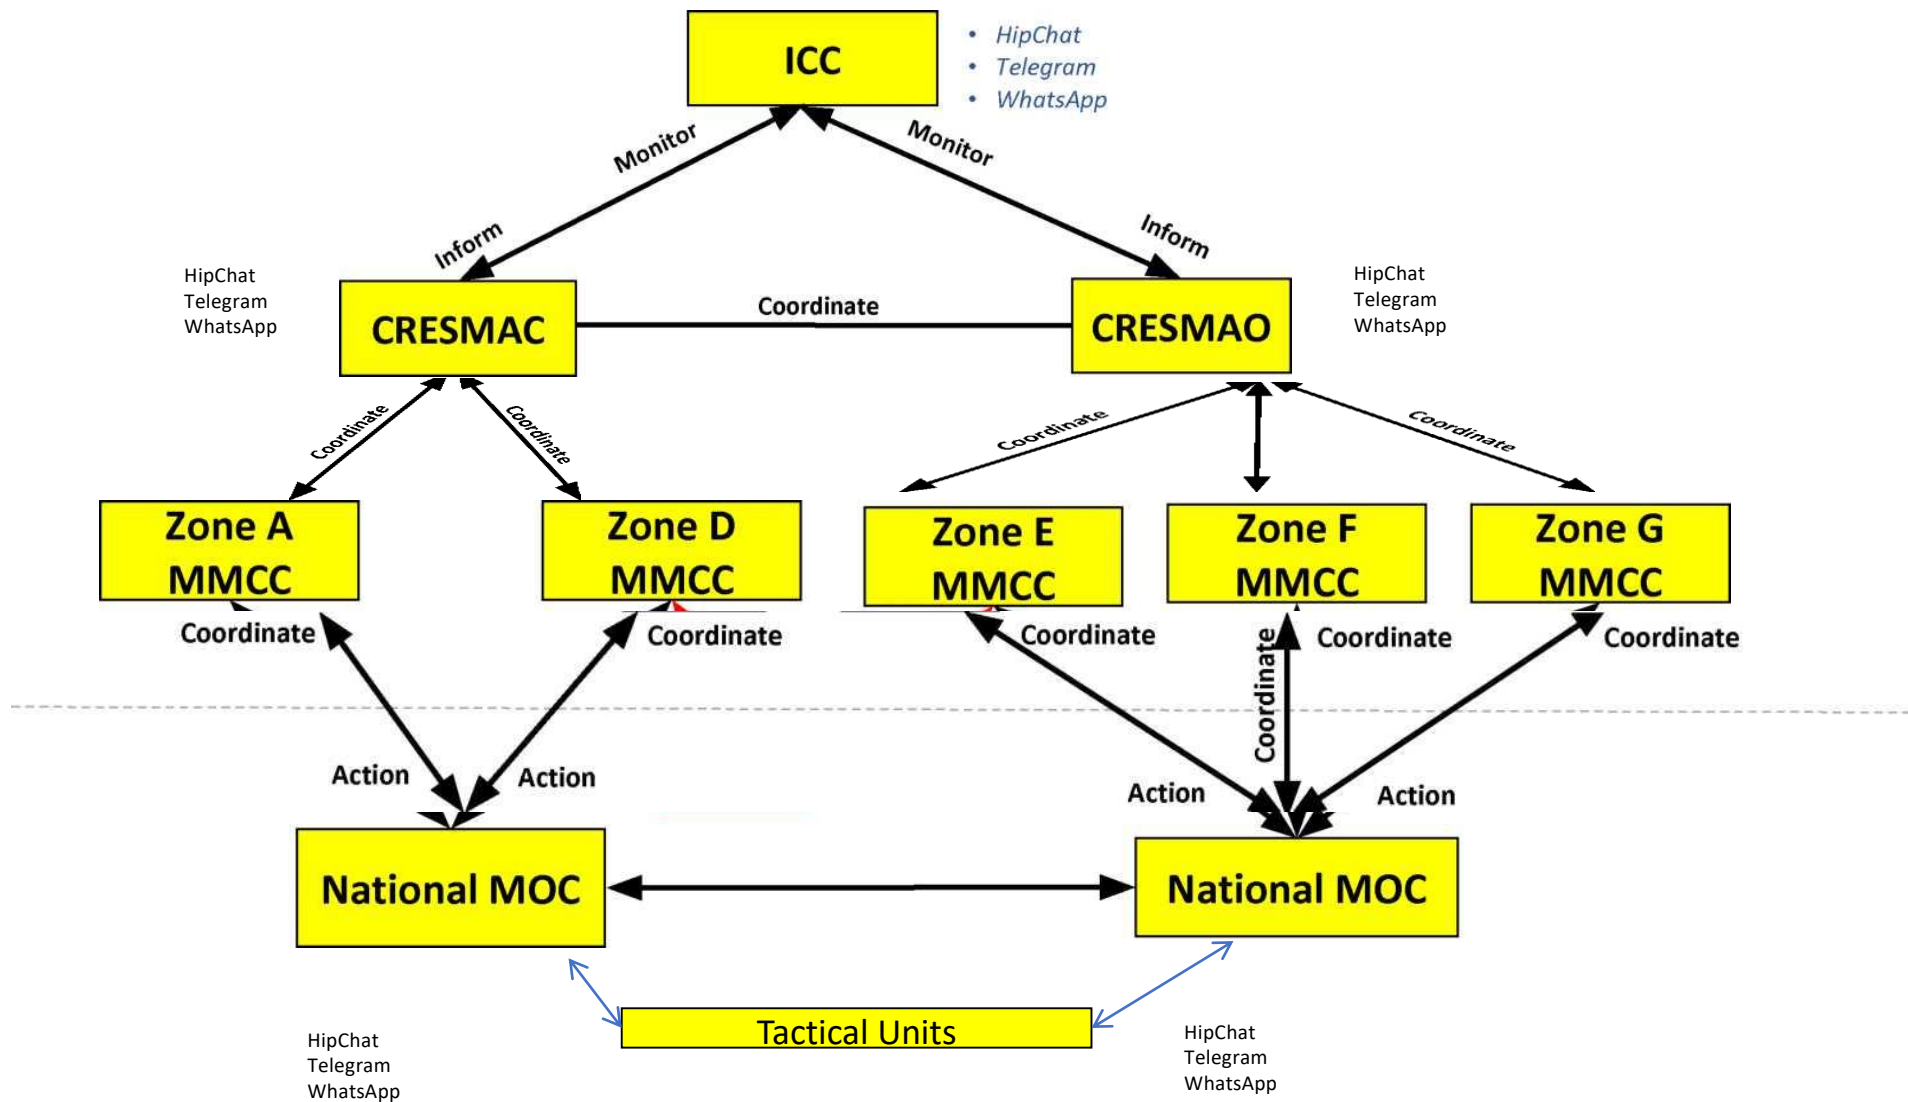 ICC
• HipChat
• Telegram
• WhatsApp
Monitor
Monitor
Inform
Inform
HipChat
Telegram
WhatsApp
HipChat
Telegram
WhatsApp
CRESMAC
Coordinate
CRESMAO
Coordinate
Coordinate
Coordinate
Coordinate
Zone A
MMCC
Zone D
MMCC
Zone E
MMCC
Zone F
MMCC
Zone G
MMCC
Coordinate
Coordinate
Coordinate
Coordinate
Coordinate
Coordinate
Action
Action
Action
Action
National MOC
National MOC
Tactical Units
HipChat
Telegram
WhatsApp
HipChat
Telegram
WhatsApp